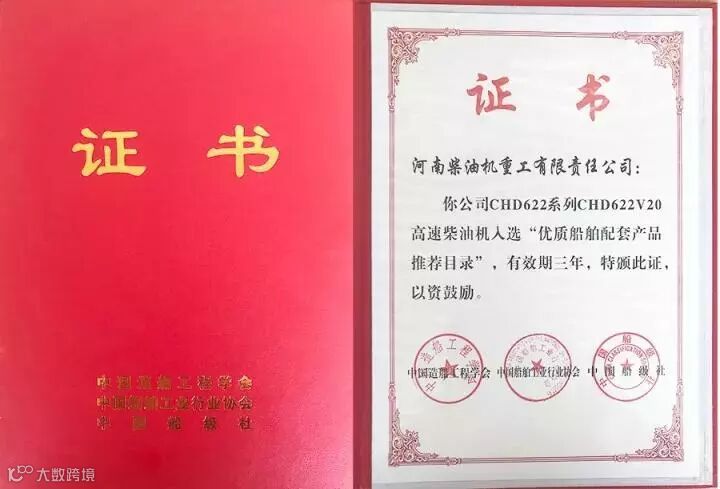 证 书
中国造船工程学会
中国船舶工业行业协会
中 国 船 级 社
大数跨境
证 书
河南柴油机重工有限责任公司：
你公司CHD622系列CHD622V20
高速柴油机入选“优质船舶配套产品
推荐目录”，有效期三年，特颁此证，
以资鼓励。
中国造船工程学会 中国船舶工业行业协会 中 国 船 级 社